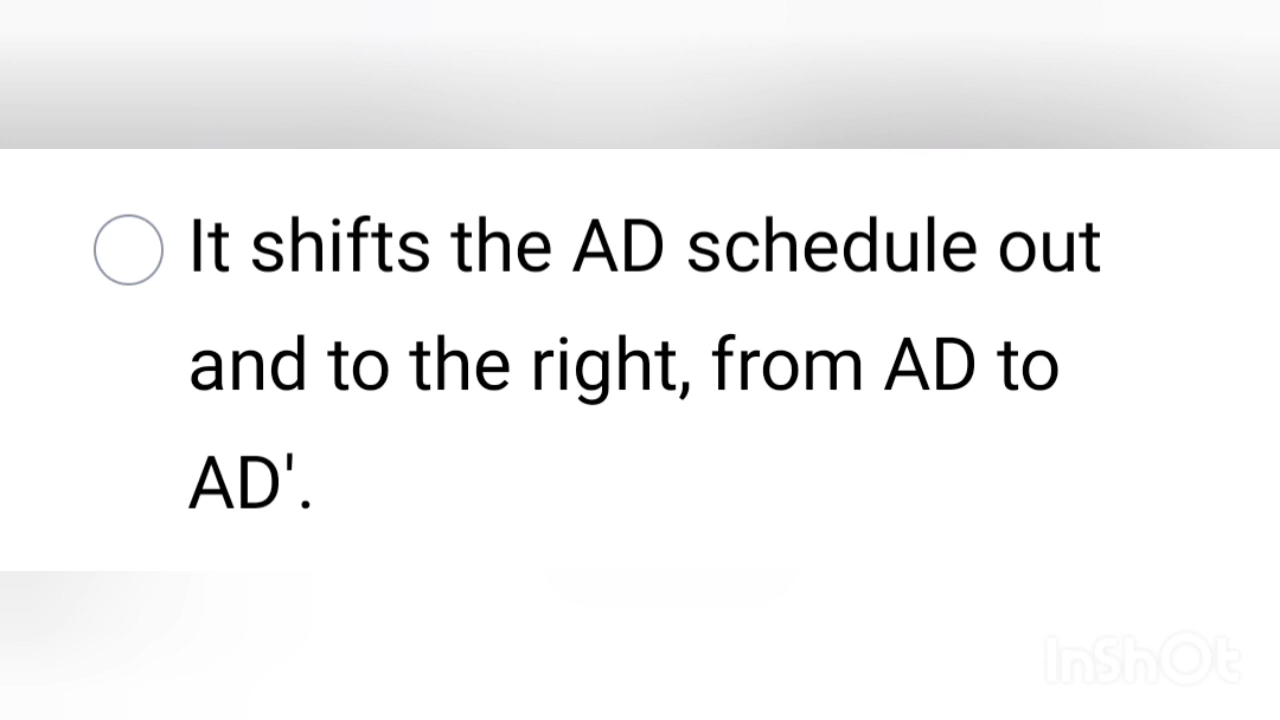 It shifts the AD schedule out
and to the right, from AD to
AD'.
InShOt